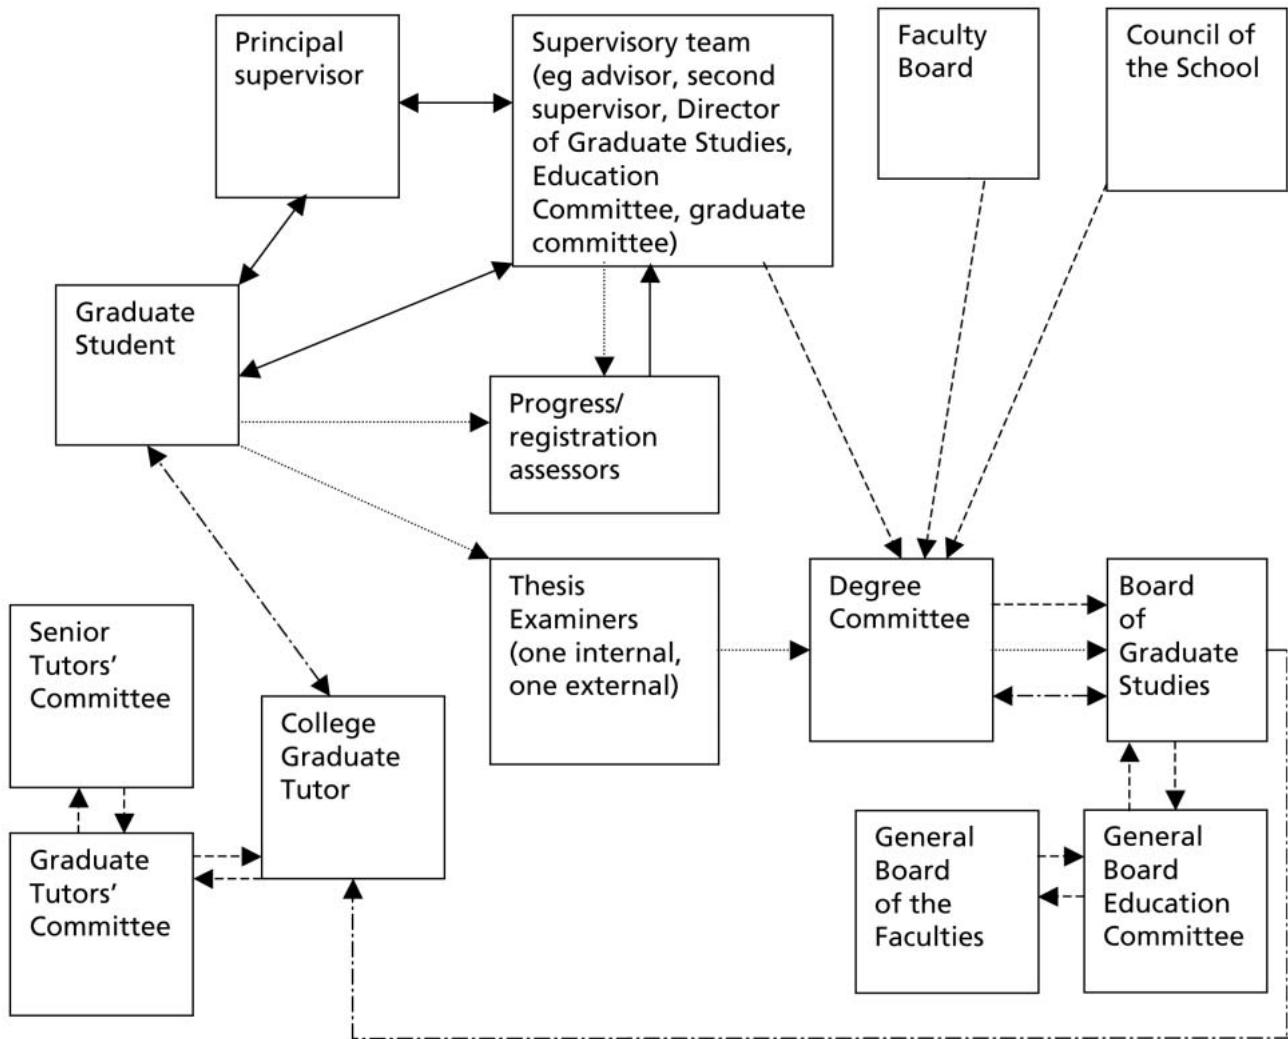 Principal
supervisor
Supervisory team
(eg advisor, second
supervisor, Director
of Graduate Studies,
Education
Committee, graduate
committee)
Faculty
Board
Council of
the School
Graduate
Student
Progress/
registration
assessors
Thesis
Examiners
(one internal,
one external)
Degree
Committee
Board
of
Graduate
Studies
Senior
Tutors’
Committee
College
Graduate
Tutor
Graduate
Tutors’
Committee
General
Board
of the
Faculties
General
Board
Education
Committee